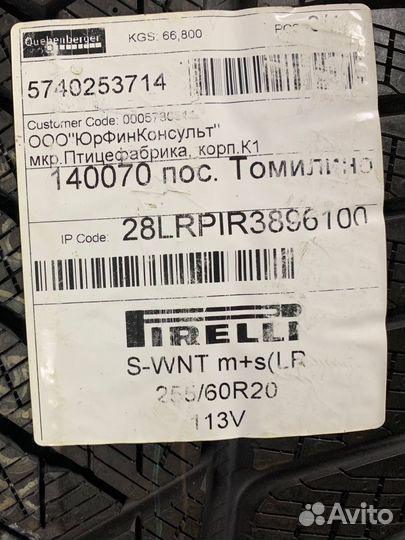 Quehenberger
KGS: 66,800
5740253714
Customer Code:
ООО"ЮрФинКонсульт"
мкр.Птицефабрика, корп.К1
140070 пос. Томилино
IP Code: 28LRPIR3896100
PIRELLI
S-WNT m+s(LR
255/60R20
113V
Avito